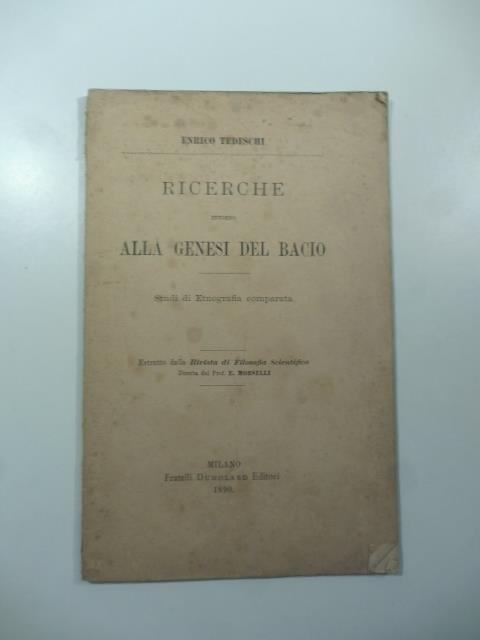 ENRICO TEDESCHI
RICERCHE
INTORNO
ALLA GENESI DEL BACIO
Studi di Etnografia comparata.
Estratto dalla Rivista di Filosofia Scientifica
Diretta dal Prof. E. MORSELLI
MILANO
Fratelli DUMOLARD Editori
1890.